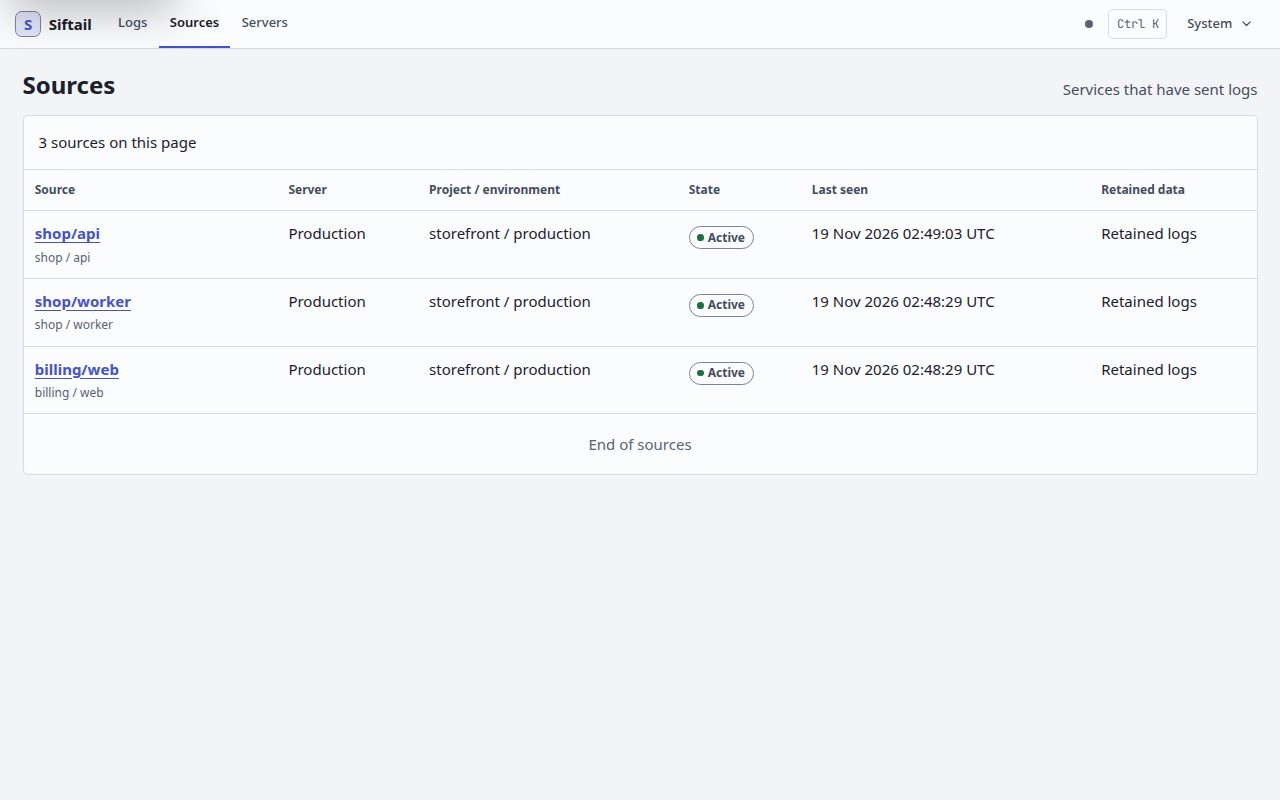 S Siftail Logs Sources Servers Ctrl K System
Sources
Services that have sent logs
3 sources on this page
Source Server Project / environment State Last seen Retained data
shop/api Production storefront / production Active 19 Nov 2026 02:49:03 UTC Retained logs
shop / api
shop/worker Production storefront / production Active 19 Nov 2026 02:48:29 UTC Retained logs
shop / worker
billing/web Production storefront / production Active 19 Nov 2026 02:48:29 UTC Retained logs
billing / web
End of sources